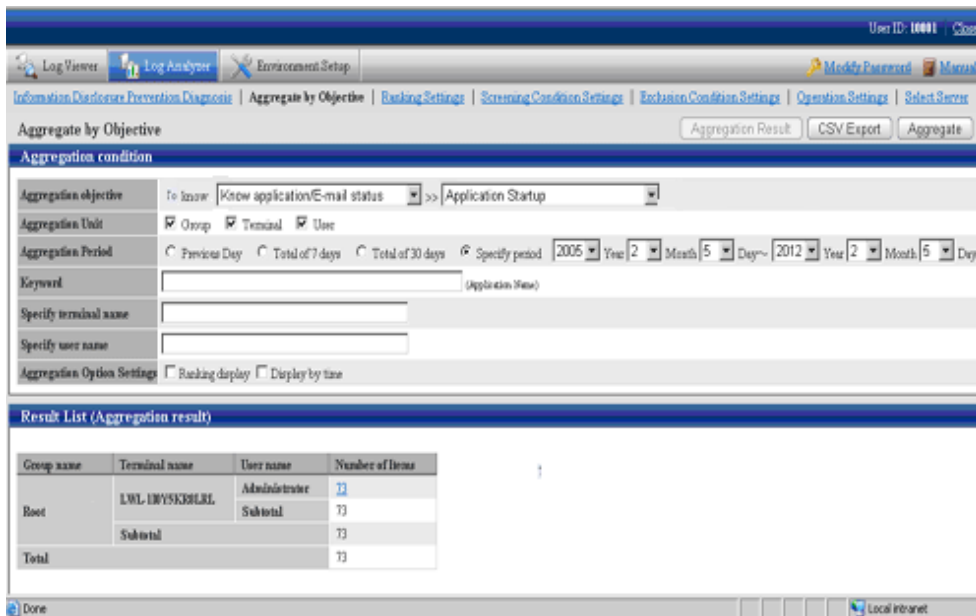 User ID: 10001 | Close
Log Viewer Log Analyzer Environment Setup Modify Password Manual
Information Disclosure Prevention Diagnosis | Aggregate by Objective | Ranking Settings | Screening Condition Settings | Exclusion Condition Settings | Operation Settings | Select Server
Aggregate by Objective Aggregation Result CSV Export Aggregate
Aggregation condition
Aggregation objective To know Know application/E-mail status >> Application Startup
Aggregation Unit Group Terminal User
Aggregation Period Previous Day Total of 7 days Total of 30 days Specify period 2005 Year 2 Month 5 Day~ 2012 Year 2 Month 5 Day
Keyword (Application Name)
Specify terminal name
Specify user name
Aggregation Option Settings Ranking display Display by time
Result List (Aggregation result)
Group name Terminal name User name Number of Items
Root Administrator 73
Subtotal 73
Subtotal 73
Total 73
Done Local intranet